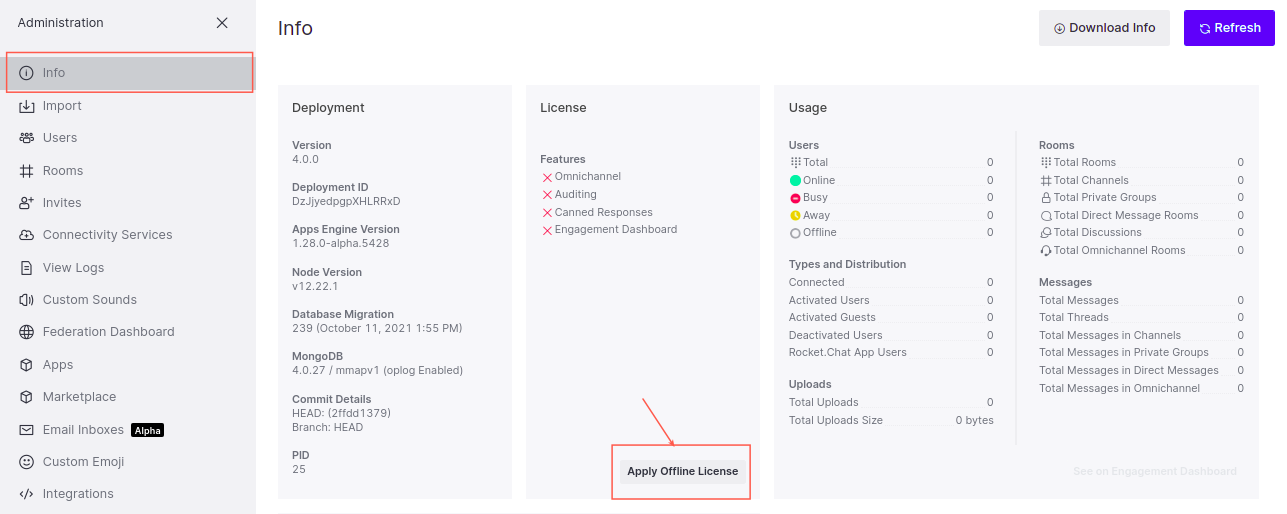 Administration
Info
Import
Users
Rooms
Invites
Connectivity Services
View Logs
Custom Sounds
Federation Dashboard
Apps
Marketplace
Email Inboxes Alpha
Custom Emoji
Integrations
Info
Download Info
Refresh
Deployment
Version
4.0.0
Deployment ID
DzJjyedpgpXHLRRxD
Apps Engine Version
1.28.0-alpha.5428
Node Version
v12.22.1
Database Migration
239 (October 11, 2021 1:55 PM)
MongoDB
4.0.27 / mmapv1 (oplog Enabled)
Commit Details
HEAD: (2ffdd1379)
Branch: HEAD
PID
25
License
Features
Omnichannel
Auditing
Canned Responses
Engagement Dashboard
Apply Offline License
Usage
Users
Total 0
Online 0
Busy 0
Away 0
Offline 0
Types and Distribution
Connected 0
Activated Users 0
Activated Guests 0
Deactivated Users 0
Rocket.Chat App Users 0
Uploads
Total Uploads 0
Total Uploads Size 0 bytes
Rooms
Total Rooms 0
Total Channels 0
Total Private Groups 0
Total Direct Message Rooms 0
Total Discussions 0
Total Omnichannel Rooms 0
Messages
Total Messages 0
Total Threads 0
Total Messages in Channels 0
Total Messages in Private Groups 0
Total Messages in Direct Messages 0
Total Messages in Omnichannel 0
See on Engagement Dashboard